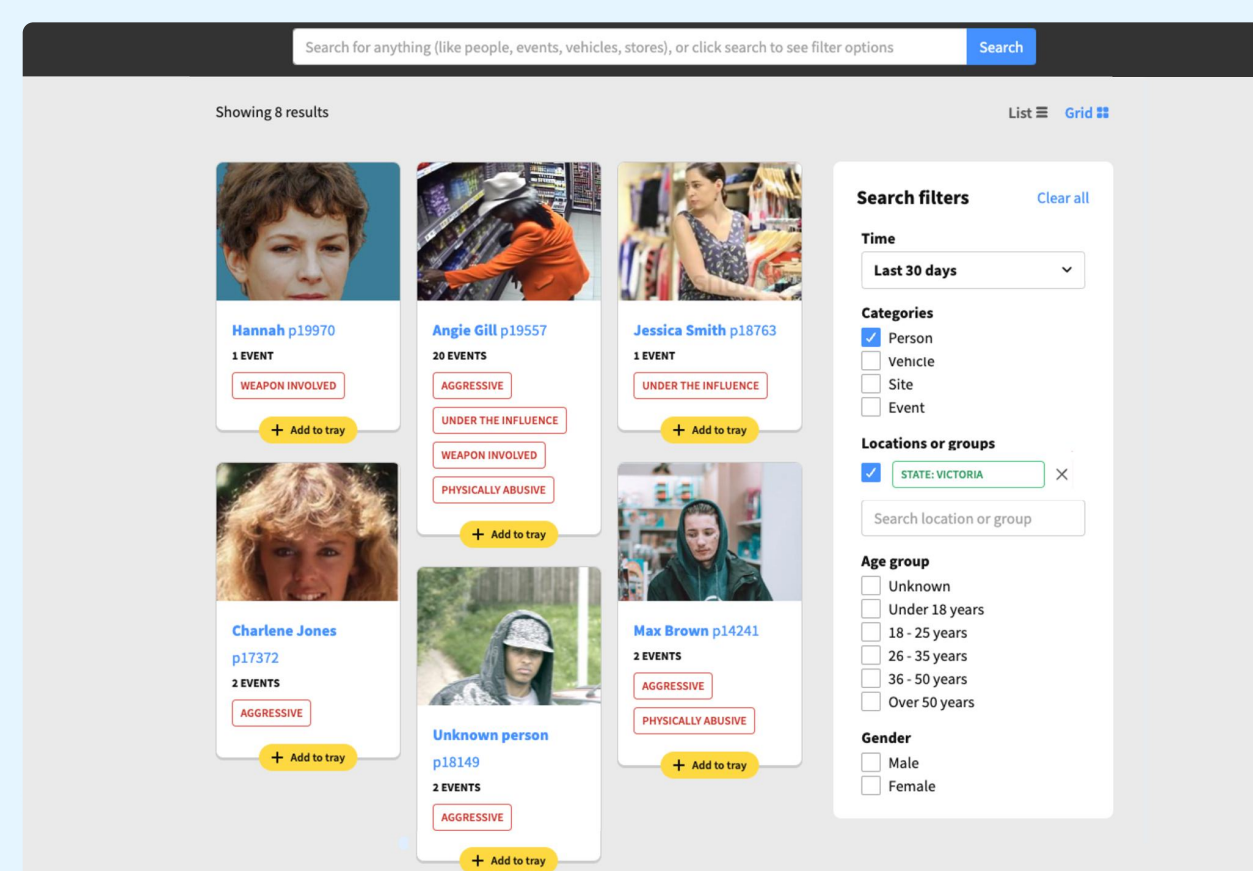 Search for anything (like people, events, vehicles, stores), or click search to see filter options
Search
Showing 8 results
List
Grid
Hannah p19970
1 EVENT
WEAPON INVOLVED
+ Add to tray
Angie Gill p19557
20 EVENTS
AGGRESSIVE
UNDER THE INFLUENCE
WEAPON INVOLVED
PHYSICALLY ABUSIVE
+ Add to tray
Jessica Smith p18763
1 EVENT
UNDER THE INFLUENCE
+ Add to tray
Charlene Jones
p17372
2 EVENTS
AGGRESSIVE
+ Add to tray
Unknown person
p18149
2 EVENTS
AGGRESSIVE
+ Add to tray
Max Brown p14241
2 EVENTS
AGGRESSIVE
PHYSICALLY ABUSIVE
+ Add to tray
Search filters
Clear all
Time
Last 30 days
Categories
Person
Vehicle
Site
Event
Locations or groups
STATE: VICTORIA
Search location or group
Age group
Unknown
Under 18 years
18 - 25 years
26 - 35 years
36 - 50 years
Over 50 years
Gender
Male
Female